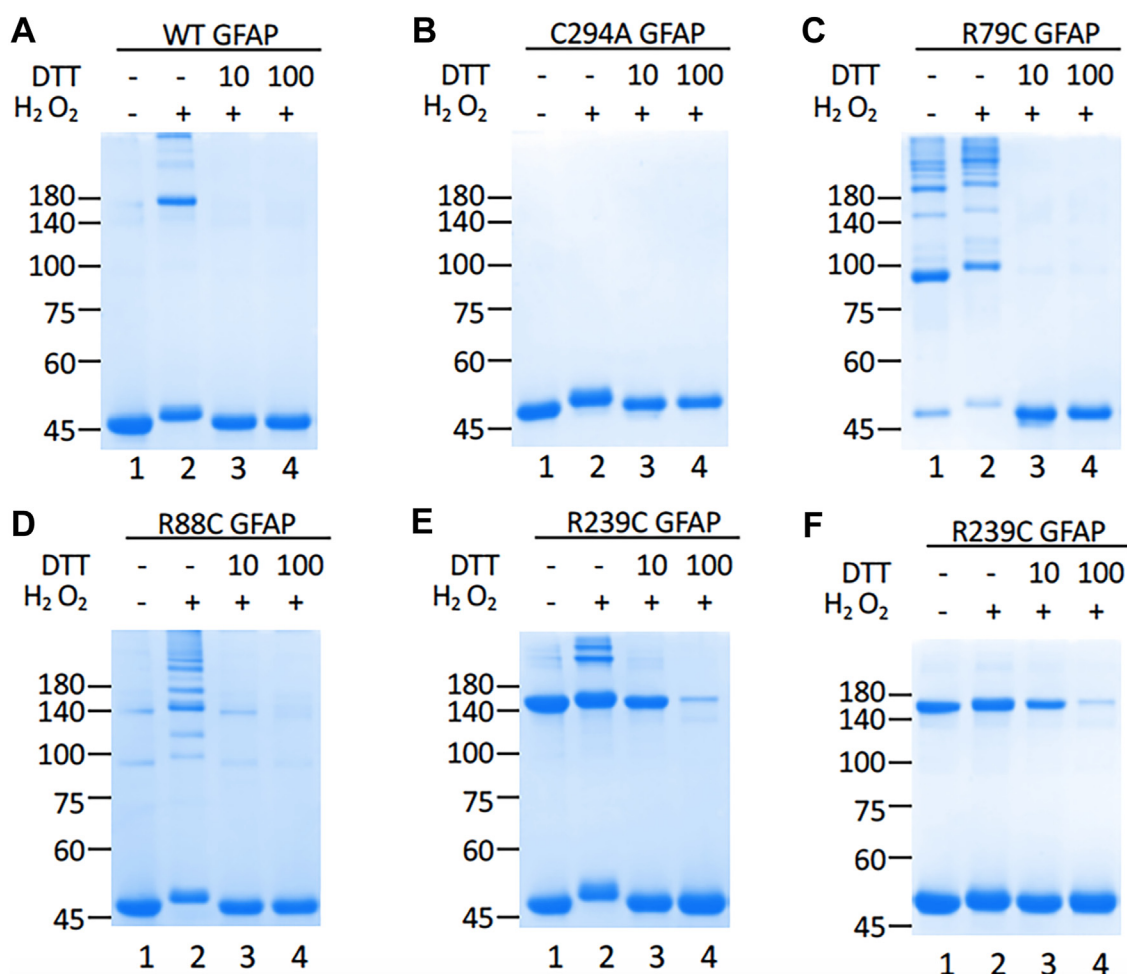 A
WT GFAP
DTT - - 10 100
H₂O₂ - + + +
180
140
100
75
60
45
1 2 3 4
B
C294A GFAP
DTT - - 10 100
H₂O₂ - + + +
180
140
100
75
60
45
1 2 3 4
C
R79C GFAP
DTT - - 10 100
H₂O₂ - + + +
180
140
100
75
60
45
1 2 3 4
D
R88C GFAP
DTT - - 10 100
H₂O₂ - + + +
180
140
100
75
60
45
1 2 3 4
E
R239C GFAP
DTT - - 10 100
H₂O₂ - + + +
180
140
100
75
60
45
1 2 3 4
F
R239C GFAP
DTT - - 10 100
H₂O₂ - + + +
180
140
100
75
60
45
1 2 3 4